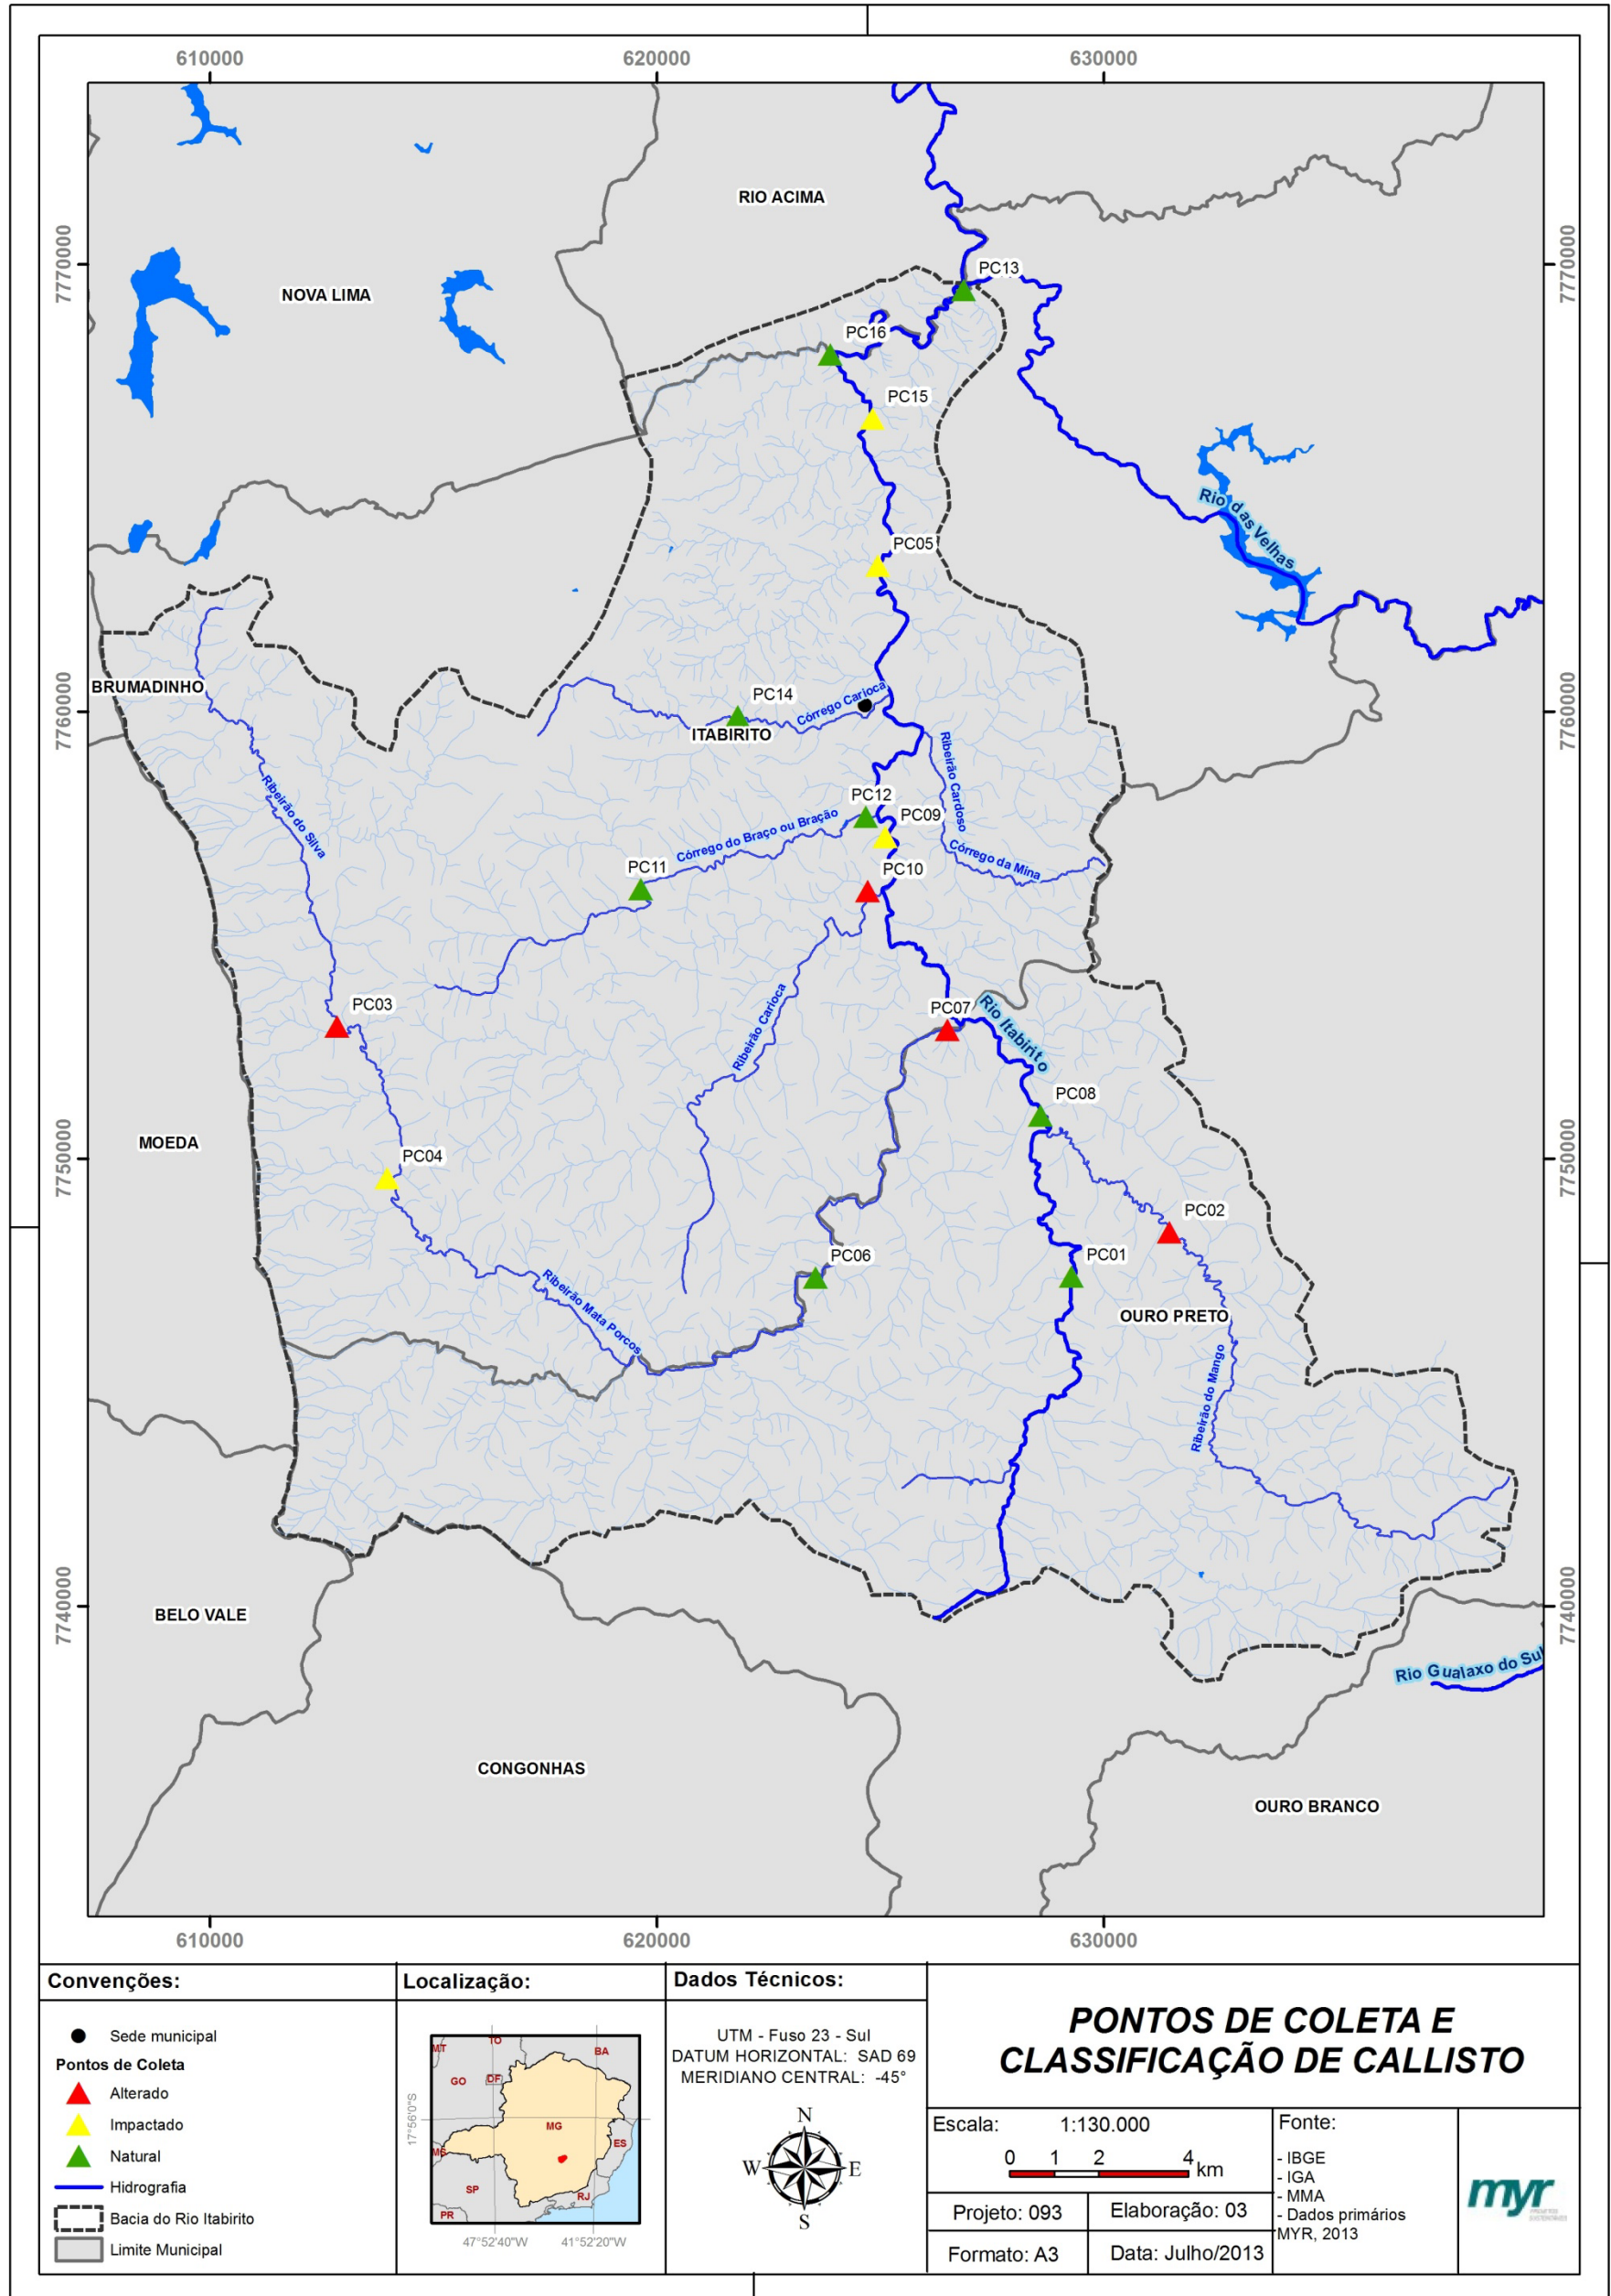 610000 620000 630000
RIO ACIMA
7770000 7770000
PC13
NOVA LIMA
PC16
PC15
Rio das Velhas
PC05
BRUMADINHO
PC14
Córrego Carioca
7760000 7760000
ITABIRITO
Ribeirão Cardoso
Ribeirão do Silva
PC12
PC09
Córrego do Braço ou Bração
Córrego da Mina
PC11
PC10
PC03
Ribeirão Carioca
PC07
Rio Itabirito
PC08
MOEDA
7750000 7750000
PC04
PC02
PC06
PC01
Ribeirão Mata Porcos
OURO PRETO
Ribeirão do Mango
BELO VALE
7740000 7740000
Rio Gualaxo do Sul
CONGONHAS
OURO BRANCO
610000 620000 630000
Convenções:
Sede municipal
Pontos de Coleta
Alterado
Impactado
Natural
Hidrografia
Bacia do Rio Itabirito
Limite Municipal
Localização:
MT
TO
BA
GO
DF
MG
MS
ES
SP
RJ
PR
17°56'0"S
47°52'40"W 41°52'20"W
Dados Técnicos:
UTM - Fuso 23 - Sul
DATUM HORIZONTAL: SAD 69
MERIDIANO CENTRAL: -45°
N
W E
S
PONTOS DE COLETA E
CLASSIFICAÇÃO DE CALLISTO
Escala: 1:130.000
0 1 2 4
km
Projeto: 093
Elaboração: 03
Formato: A3
Data: Julho/2013
Fonte:
- IBGE
- IGA
- MMA
- Dados primários
MYR, 2013
myr